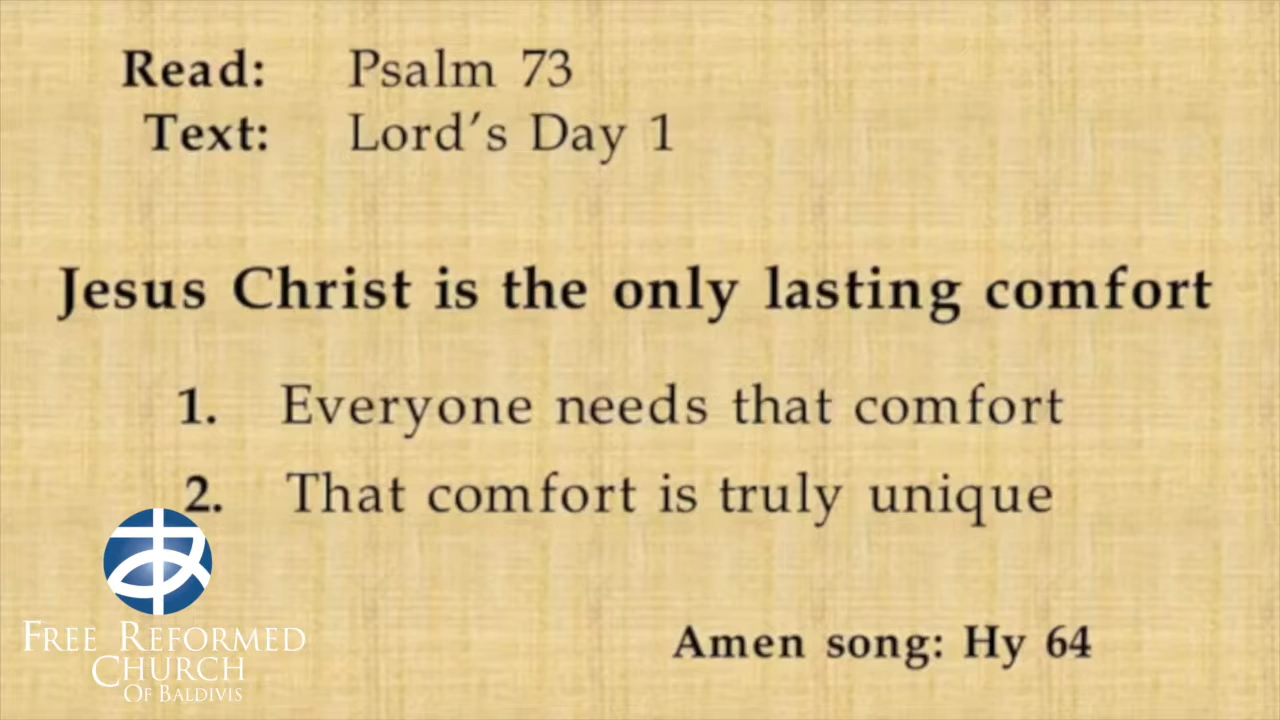 Read: Psalm 73
Text: Lord's Day 1
Jesus Christ is the only lasting comfort
1. Everyone needs that comfort
2. That comfort is truly unique
FREE REFORMED
CHURCH
OF BALDIVIS
Amen song: Hy 64